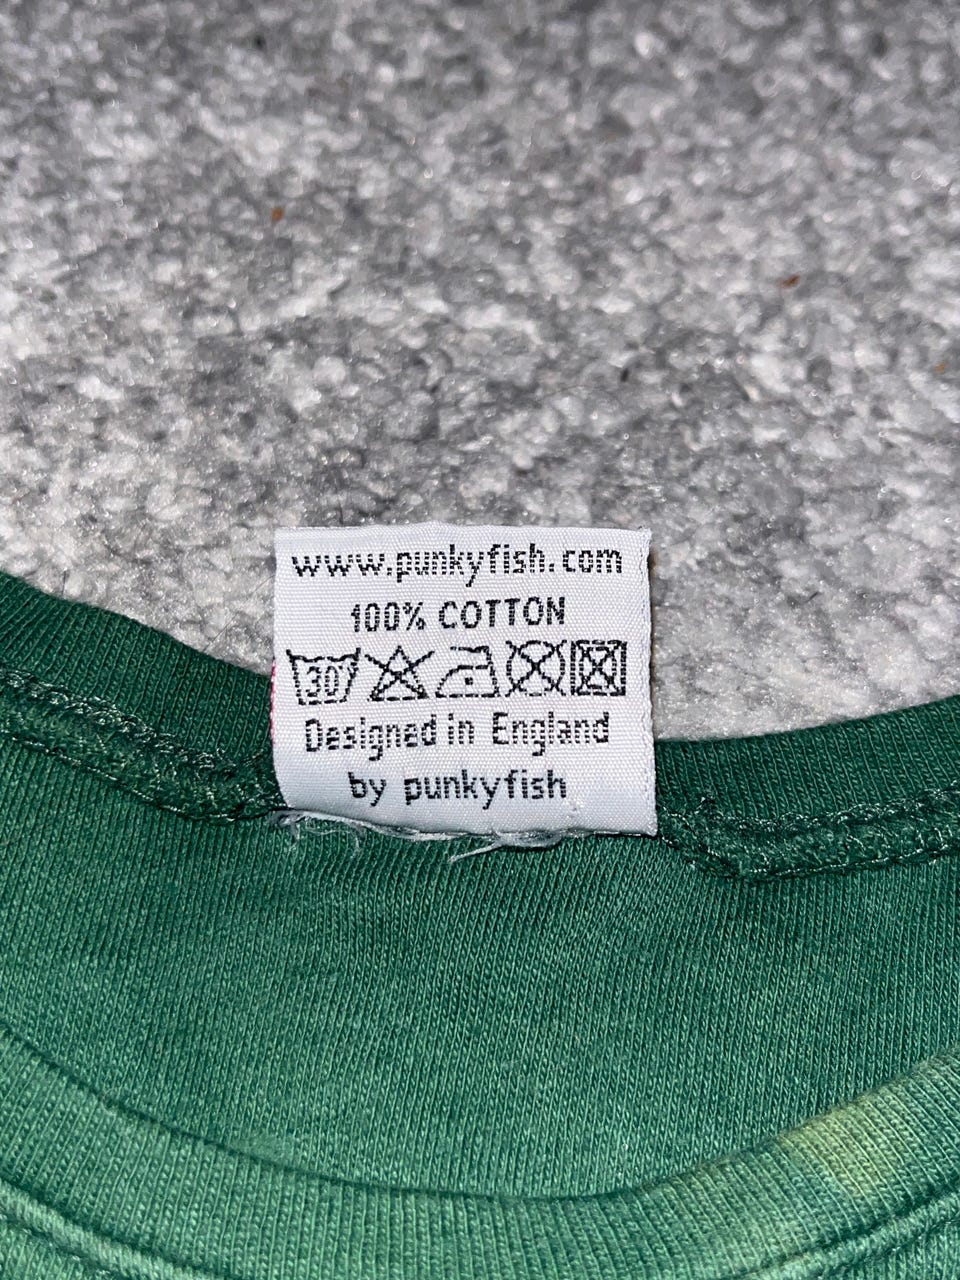 www.punkyfish.com
100% COTTON
30
Designed in England
by punkyfish